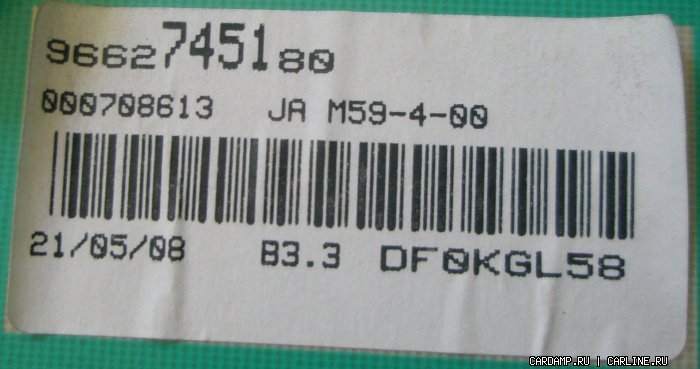 9662745180
000708613 JA M59-4-00
21/05/08 B3.3 DF0KGL58
CARDAMP.RU | CARLINE.RU